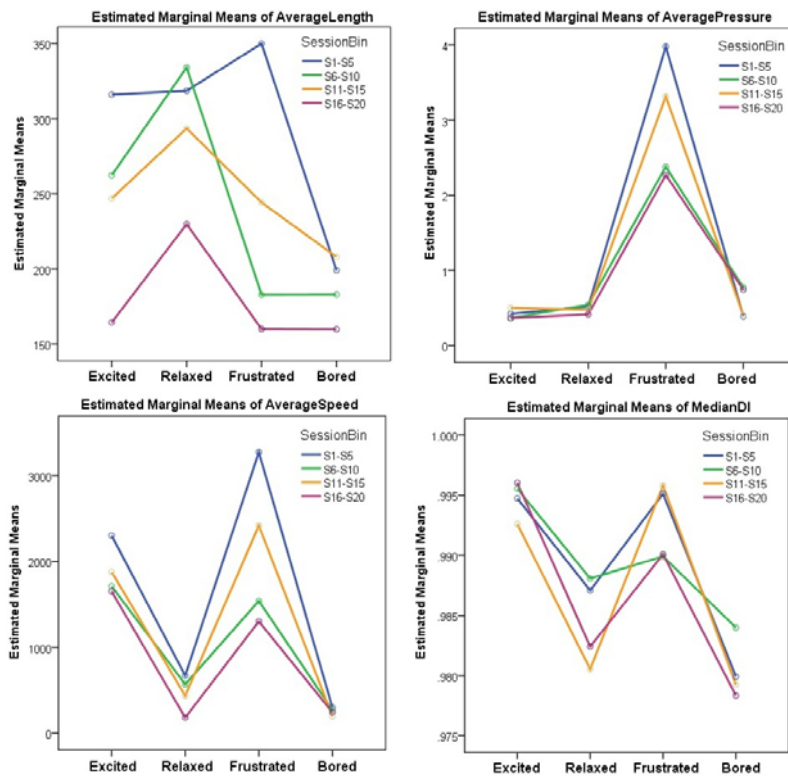 Estimated Marginal Means of AverageLength
SessionBin
S1-S5
S6-S10
S11-S15
S16-S20
Estimated Marginal Means
350
300
250
200
150
Excited Relaxed Frustrated Bored
Estimated Marginal Means of AveragePressure
SessionBin
S1-S5
S6-S10
S11-S15
S16-S20
Estimated Marginal Means
4
3
2
1
0
Excited Relaxed Frustrated Bored
Estimated Marginal Means of AverageSpeed
SessionBin
S1-S5
S6-S10
S11-S15
S16-S20
Estimated Marginal Means
3000
2000
1000
0
Excited Relaxed Frustrated Bored
Estimated Marginal Means of MedianDI
SessionBin
S1-S5
S6-S10
S11-S15
S16-S20
Estimated Marginal Means
1.000
.995
.990
.985
.980
.975
Excited Relaxed Frustrated Bored